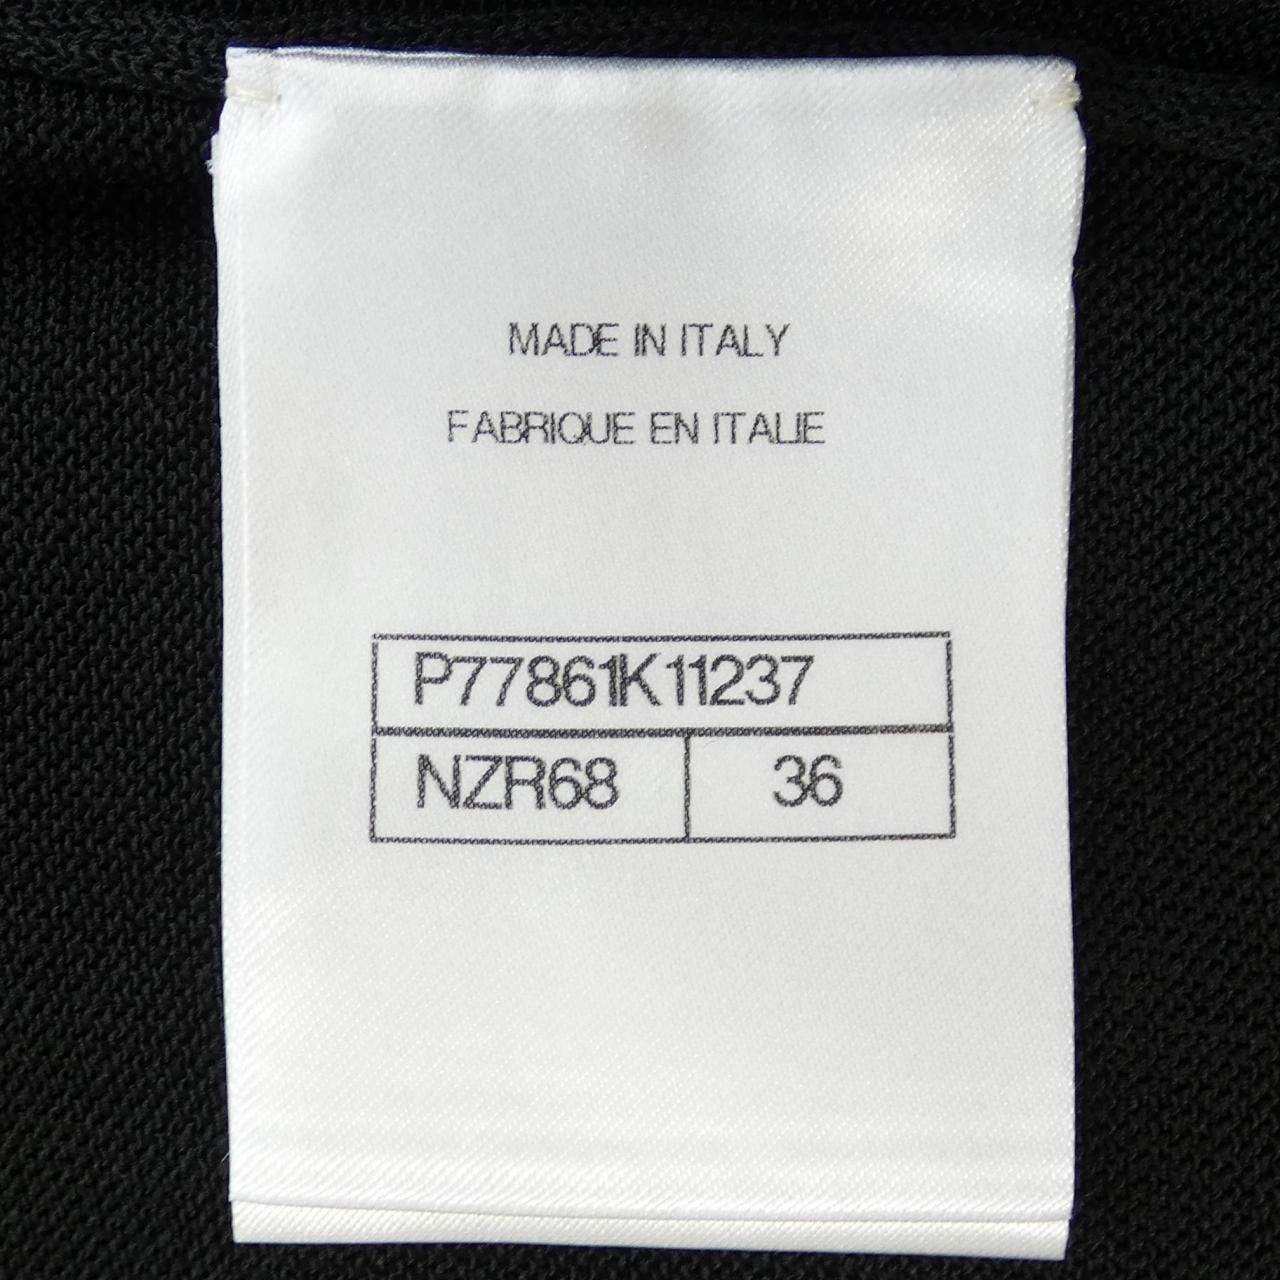 MADE IN ITALY
FABRIQUE EN ITALIE
P77861K11237
NZR68 36